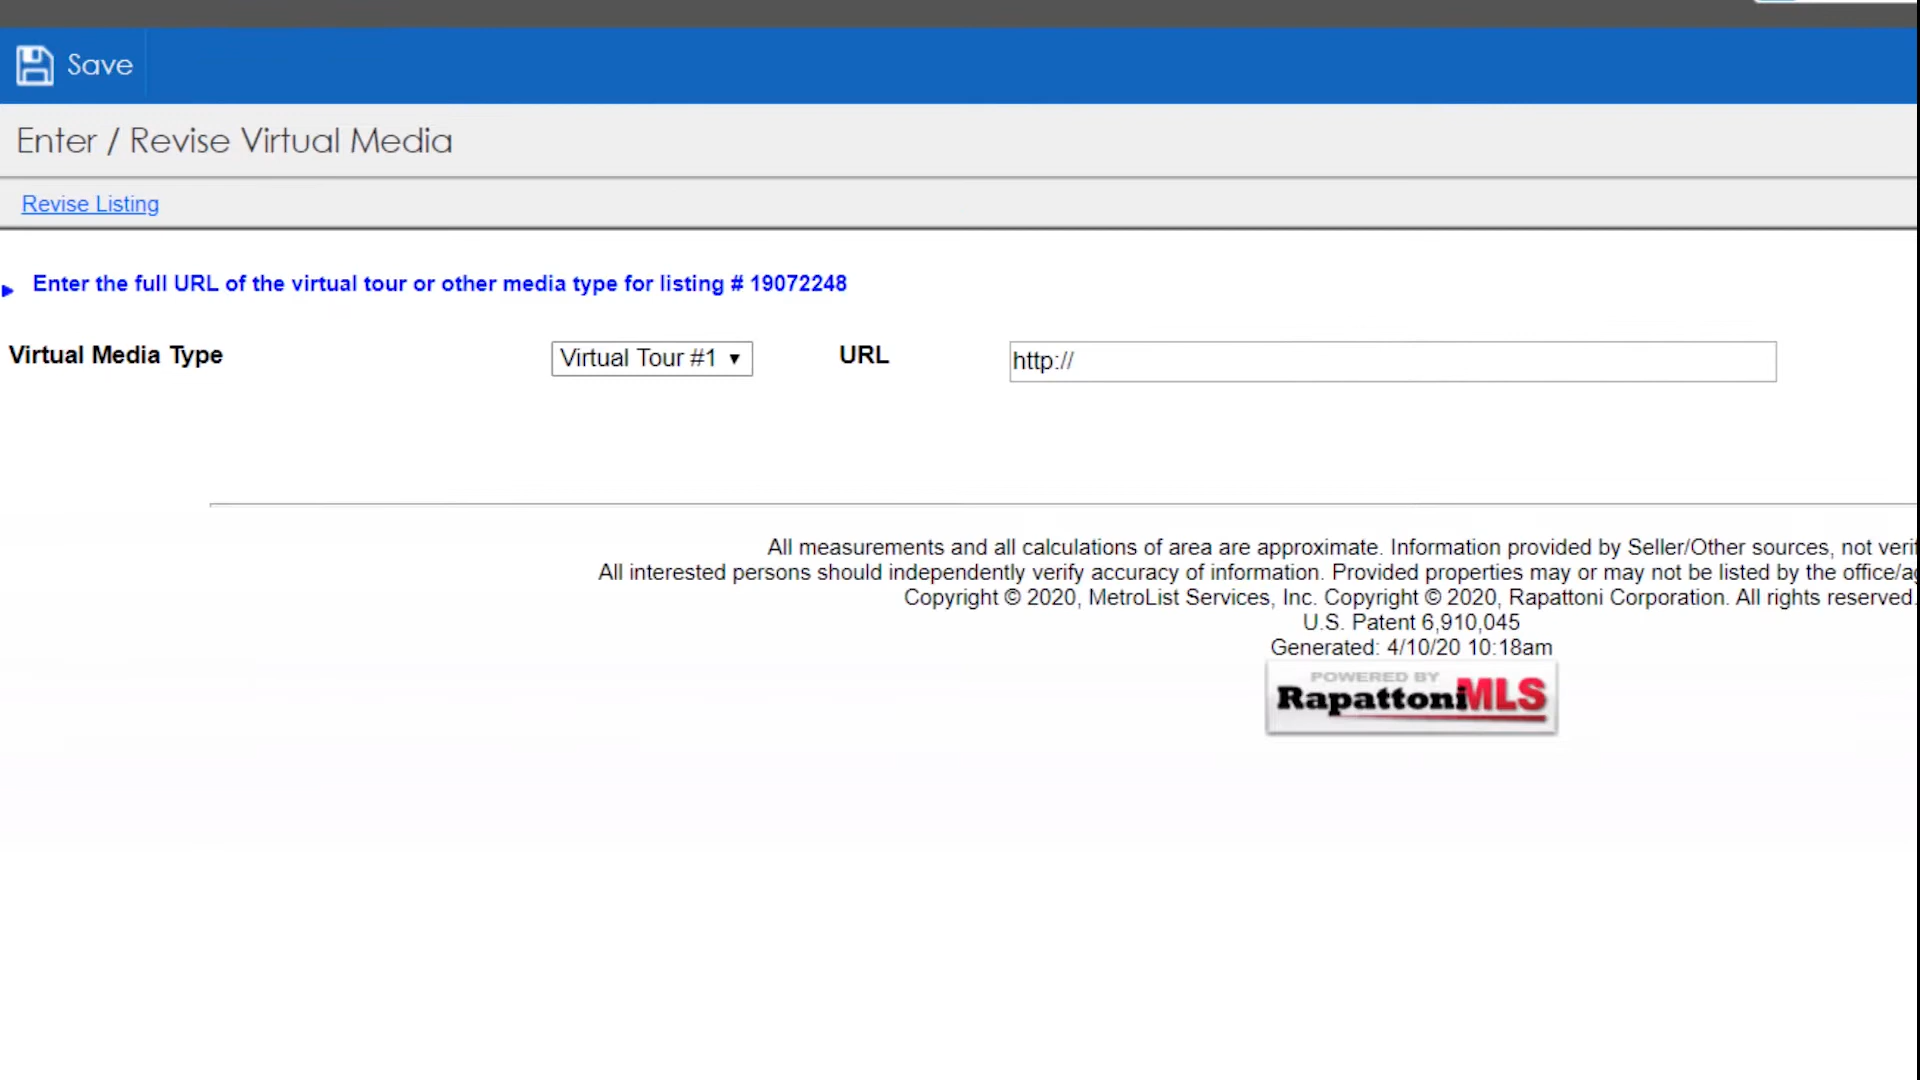 Save
Enter / Revise Virtual Media
Revise Listing
Enter the full URL of the virtual tour or other media type for listing # 19072248
Virtual Media Type Virtual Tour #1 URL http://
All measurements and all calculations of area are approximate. Information provided by Seller/Other sources, not
All interested persons should independently verify accuracy of information. Provided properties may or may not be listed by the
Copyright © 2020, MetroList Services, Inc. Copyright © 2020, Rapattoni Corporation. All rights reserved.
U.S. Patent 6,910,045
Generated: 4/10/20 10:18am
POWERED BY
RapattoniMLS